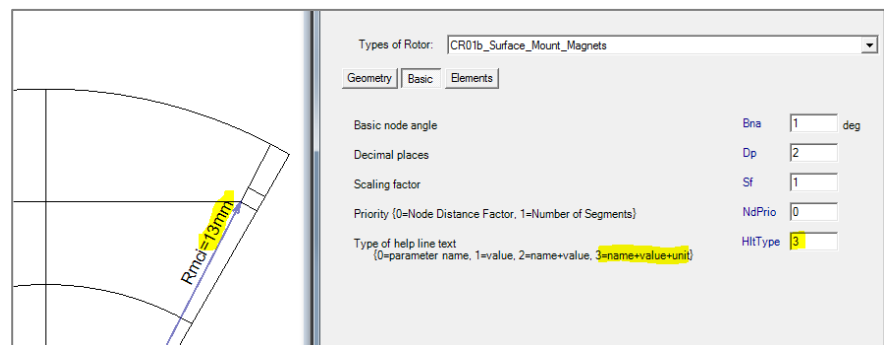 Rmci=13mm
Types of Rotor: CR01b_Surface_Mount_Magnets
Geometry Basic Elements
Basic node angle Bna 1 deg
Decimal places Dp 2
Scaling factor Sf 1
Priority {0=Node Distance Factor, 1=Number of Segments} NdPrio 0
Type of help line text HltType 3
{0=parameter name, 1=value, 2=name+value, 3=name+value+unit}